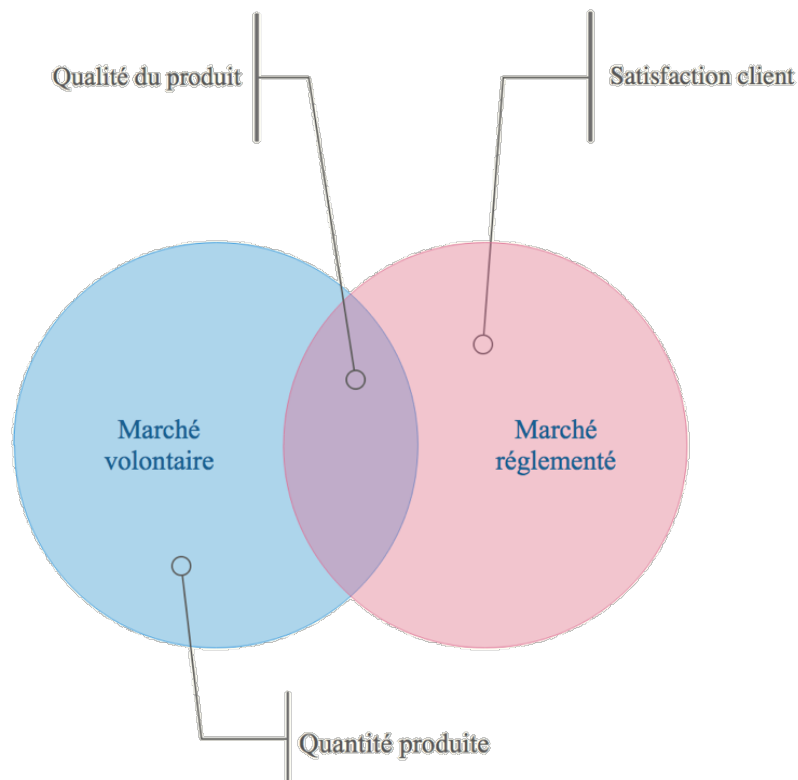 Qualité du produit
Satisfaction client
Marché
volontaire
Marché
réglementé
Quantité produite